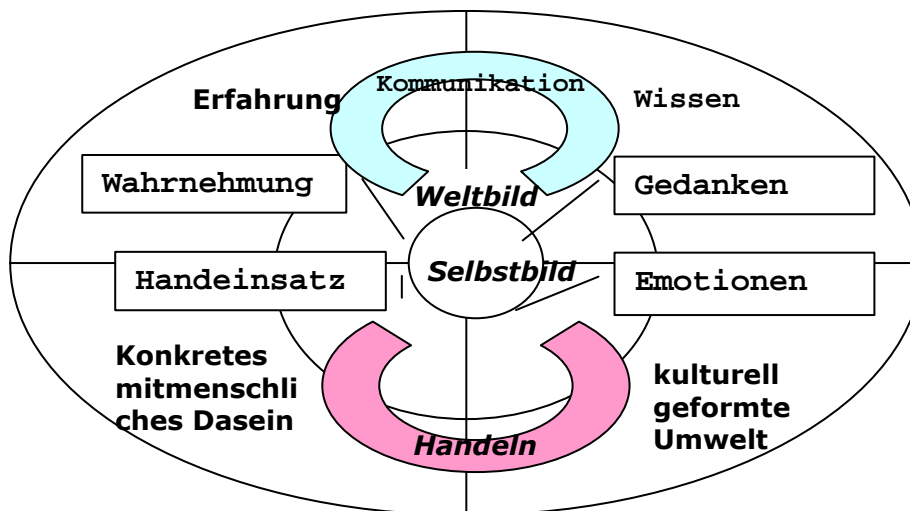 Kommunikation
Erfahrung
Wissen
Wahrnehmung
Gedanken
Weltbild
Selbstbild
Handeinsatz
Emotionen
Konkretes
mitmenschli
ches Dasein
kulturell
geformte
Umwelt
Handeln